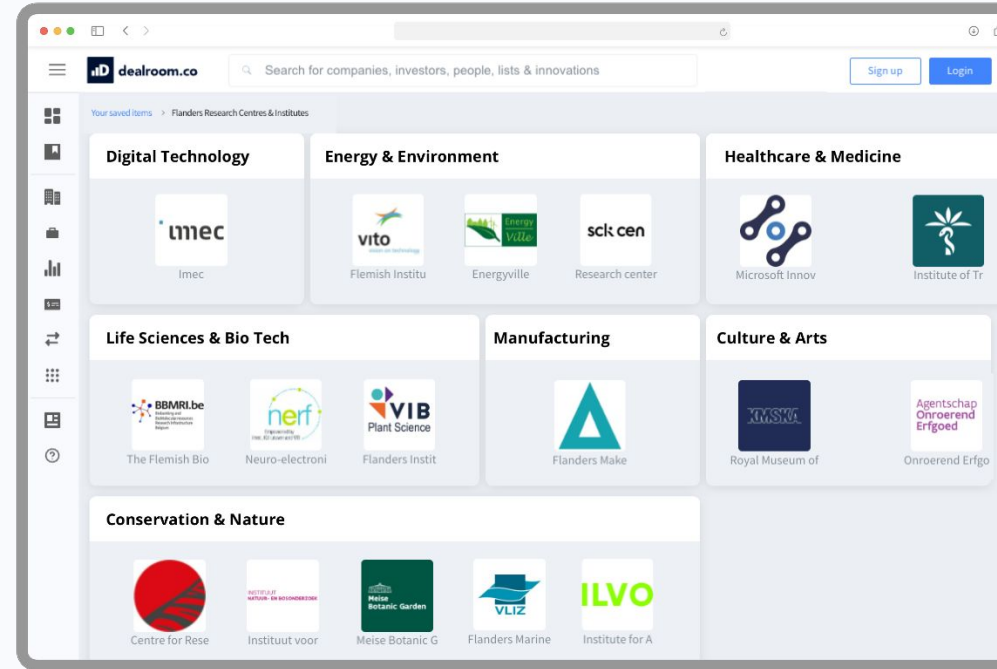 dealroom.co
Search for companies, investors, people, lists & innovations
Sign up
Login
Your saved items > Flanders Research Centres & Institutes
Digital Technology
imec
Imec
Energy & Environment
vito
Flemish Institu
Energy
Ville
Energyville
sck cen
Research center
Healthcare & Medicine
Microsoft Innov
Institute of Tr
Life Sciences & Bio Tech
BBMRI.be
The Flemish Bio
nerf
Neuro-electroni
VIB
Plant Science
Flanders Instit
Manufacturing
Flanders Make
Culture & Arts
KMSKA
Royal Museum of
Agentschap
Onroerend
Erfgoed
Onroerend Erfgo
Conservation & Nature
Centre for Rese
INSTITUUT
NATUUR- EN BOSONDERZOEK
Instituut voor
Meise
Botanic Garden
Meise Botanic G
VLIZ
Flanders Marine
ILVO
Institute for A